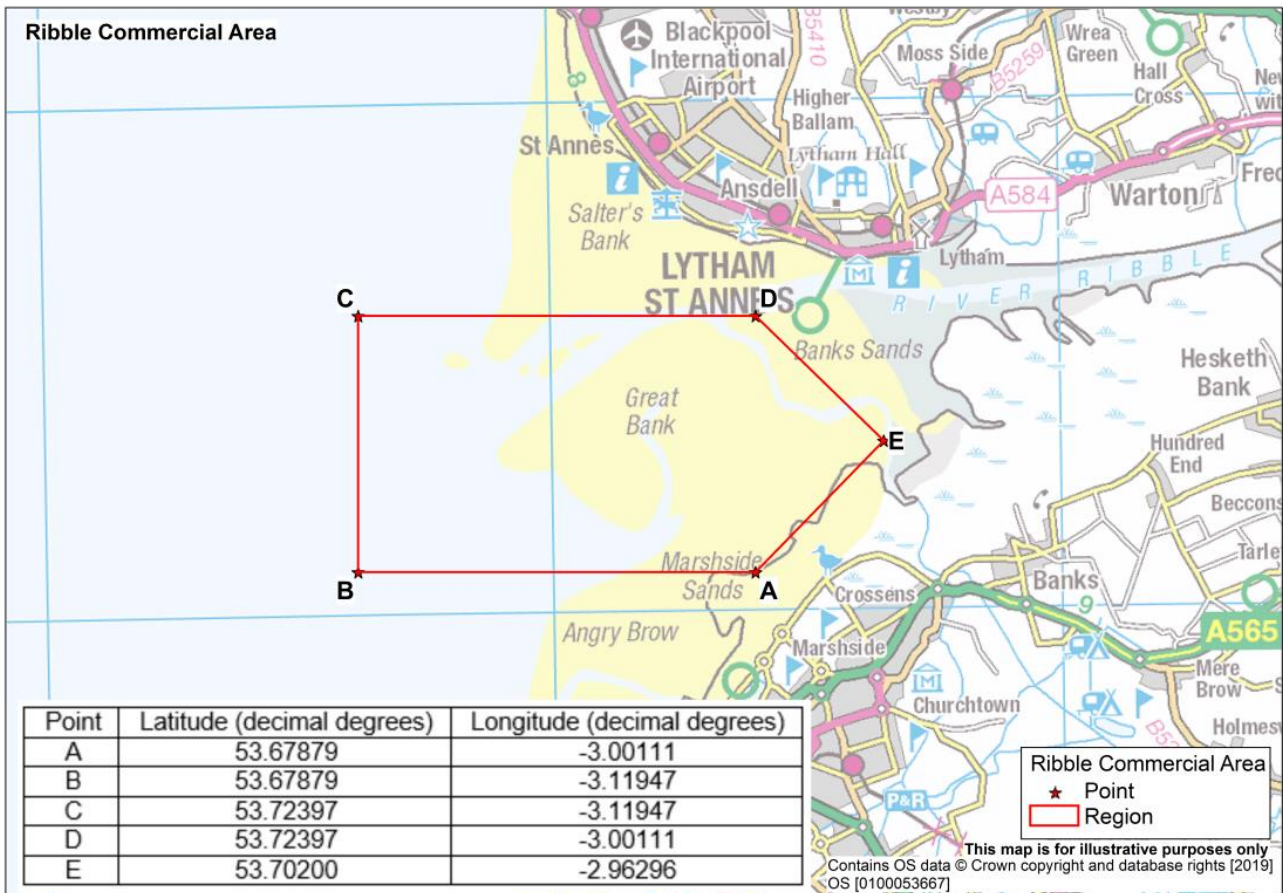 Ribble Commercial Area
Blackpool
International
Airport
B5410
Moss Side
B5259
Wrea
Green
Hall
Cross
8
Higher
Ballam
St Annes
Lytham Hall
Ansdell
A584
Warton
Salter's
Bank
LYTHAM
ST ANNES
Lytham
RIVER RIBBLE
C
D
Banks Sands
Hesketh
Bank
Great
Bank
E
Hundred
End
Marshside
Sands
B
A
Crossens
Banks
9
Angry Brow
A565
Marshside
Mere
Brow
Churchtown
P&R
Point Latitude (decimal degrees) Longitude (decimal degrees)
A 53.67879 -3.00111
B 53.67879 -3.11947
C 53.72397 -3.11947
D 53.72397 -3.00111
E 53.70200 -2.96296
Ribble Commercial Area
Point
Region
This map is for illustrative purposes only
Contains OS data © Crown copyright and database rights [2019]
OS [0100053667]